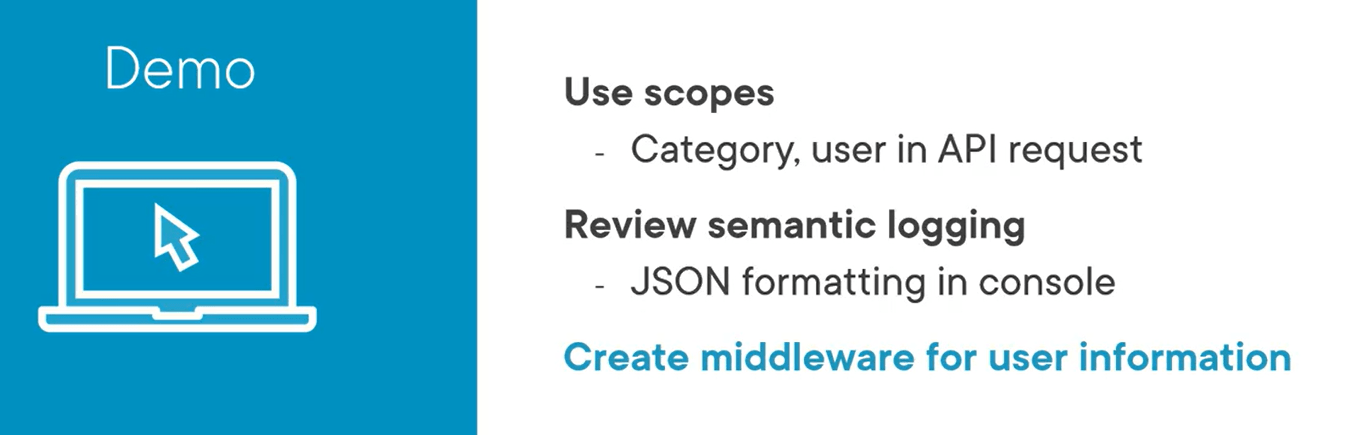 Demo
Use scopes
- Category, user in API request
Review semantic logging
- JSON formatting in console
Create middleware for user information